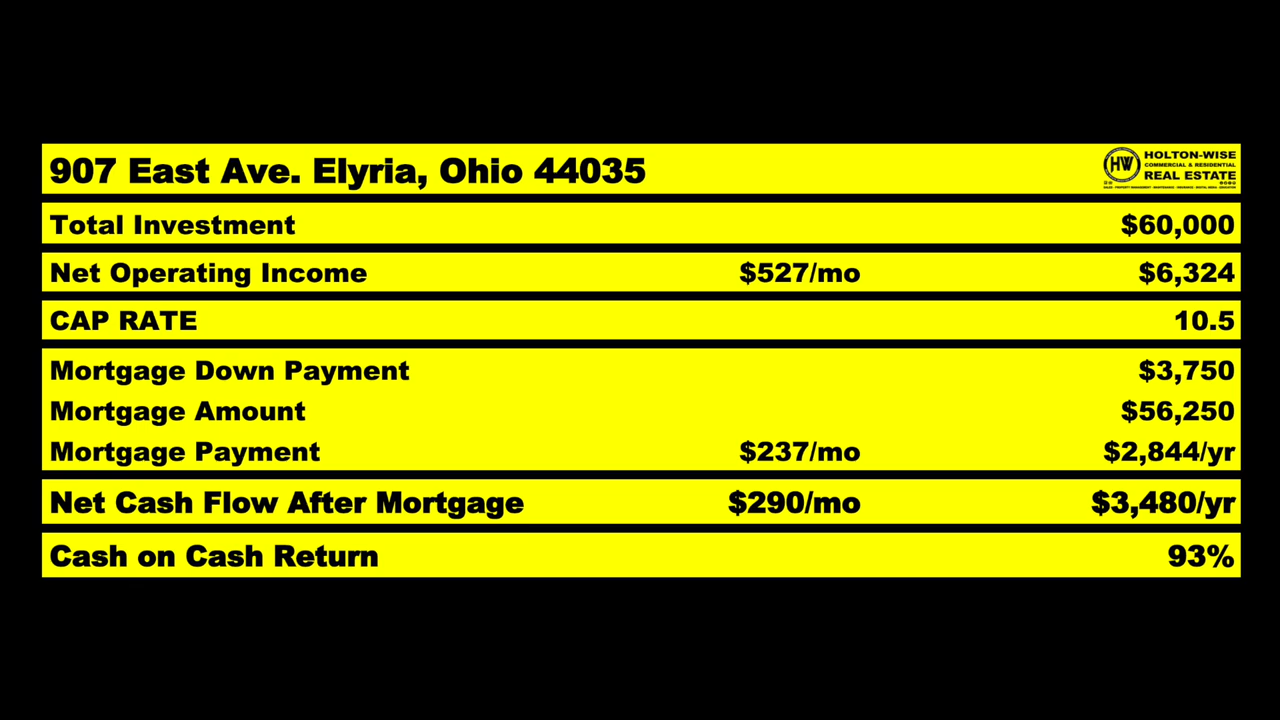 907 East Ave. Elyria, Ohio 44035
HW
HOLTON-WISE
COMMERCIAL & RESIDENTIAL
REAL ESTATE
Total Investment $60,000
Net Operating Income $527/mo $6,324
CAP RATE 10.5
Mortgage Down Payment $3,750
Mortgage Amount $56,250
Mortgage Payment $237/mo $2,844/yr
Net Cash Flow After Mortgage $290/mo $3,480/yr
Cash on Cash Return 93%